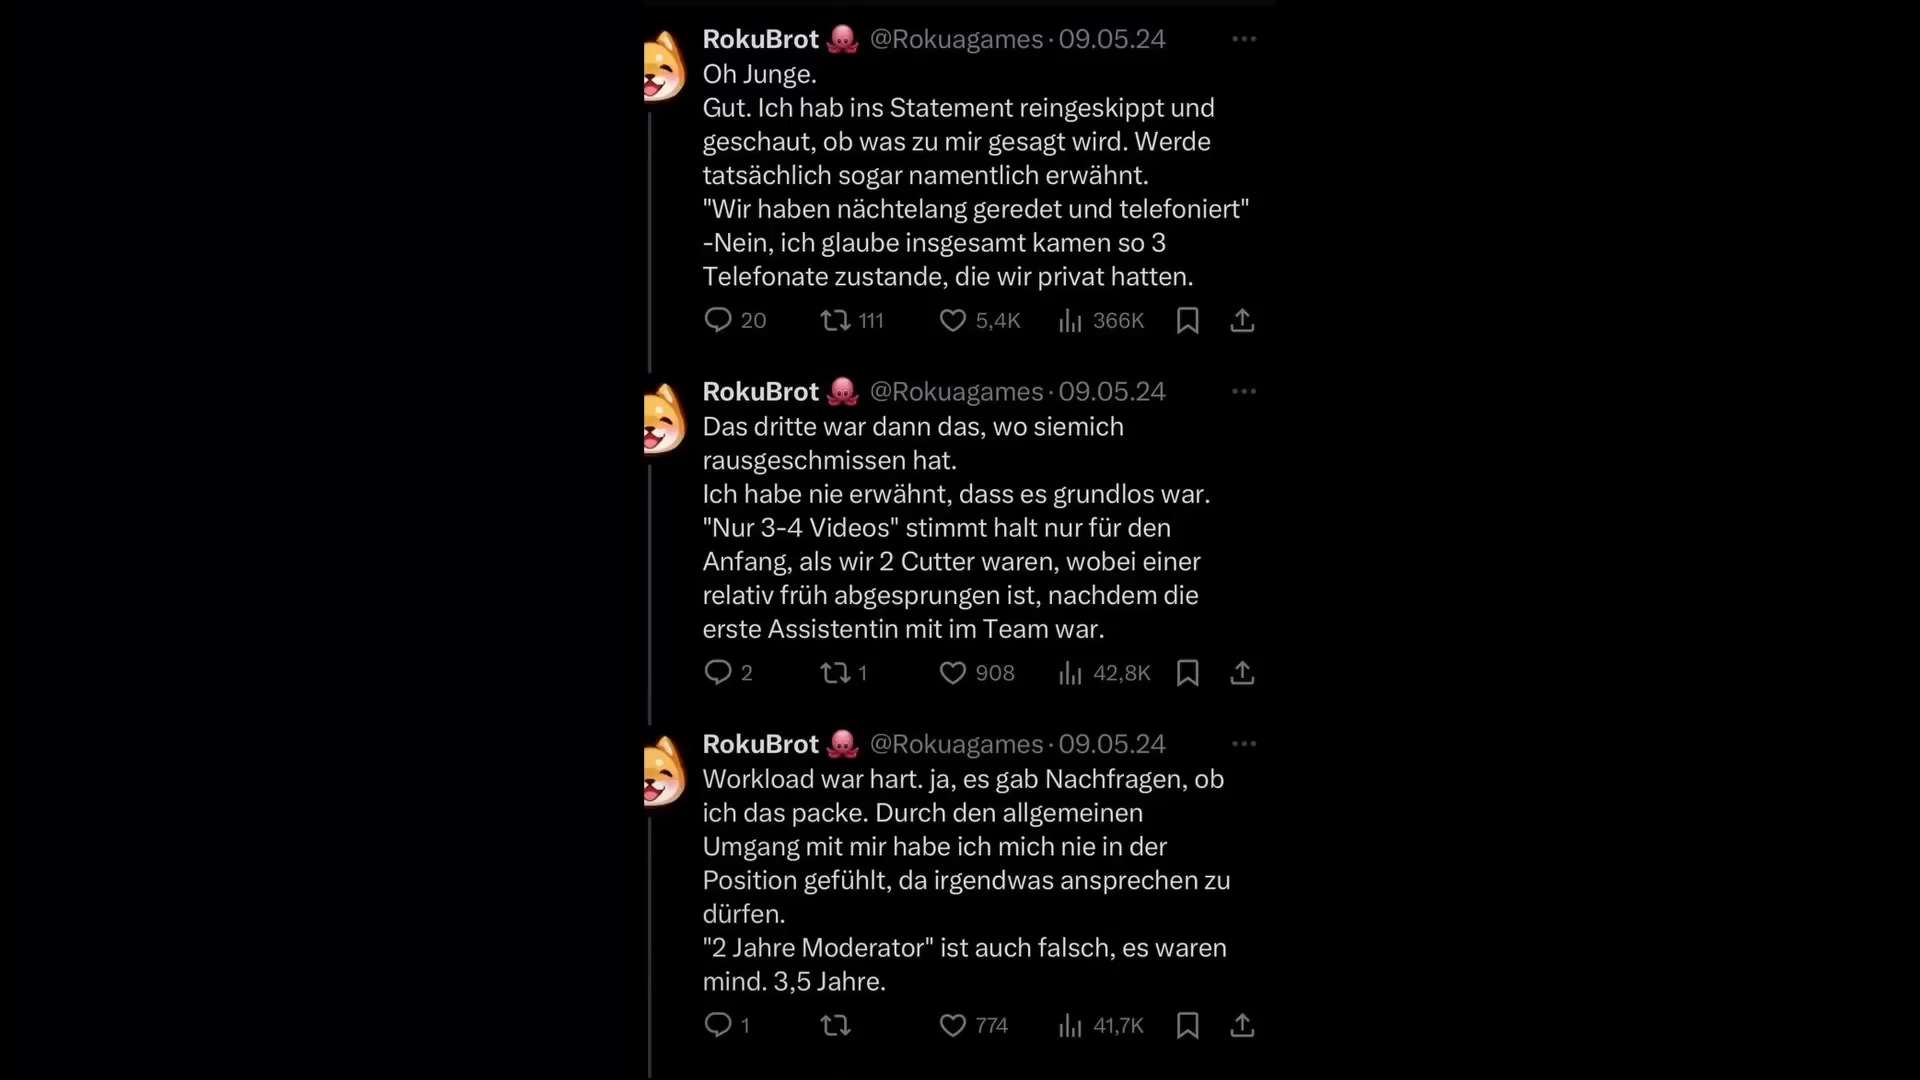 RokuBrot 🐙 @Rokuagames · 09.05.24
Oh Junge.
Gut. Ich hab ins Statement reingeskippt und
geschaut, ob was zu mir gesagt wird. Werde
tatsächlich sogar namentlich erwähnt.
"Wir haben nächtelang geredet und telefoniert"
-Nein, ich glaube insgesamt kamen so 3
Telefonate zustande, die wir privat hatten.
20 111 5,4K 366K
RokuBrot 🐙 @Rokuagames · 09.05.24
Das dritte war dann das, wo siemich
rausgeschmissen hat.
Ich habe nie erwähnt, dass es grundlos war.
"Nur 3-4 Videos" stimmt halt nur für den
Anfang, als wir 2 Cutter waren, wobei einer
relativ früh abgesprungen ist, nachdem die
erste Assistentin mit im Team war.
2 1 908 42,8K
RokuBrot 🐙 @Rokuagames · 09.05.24
Workload war hart. ja, es gab Nachfragen, ob
ich das packe. Durch den allgemeinen
Umgang mit mir habe ich mich nie in der
Position gefühlt, da irgendwas ansprechen zu
dürfen.
"2 Jahre Moderator" ist auch falsch, es waren
mind. 3,5 Jahre.
1 774 41,7K